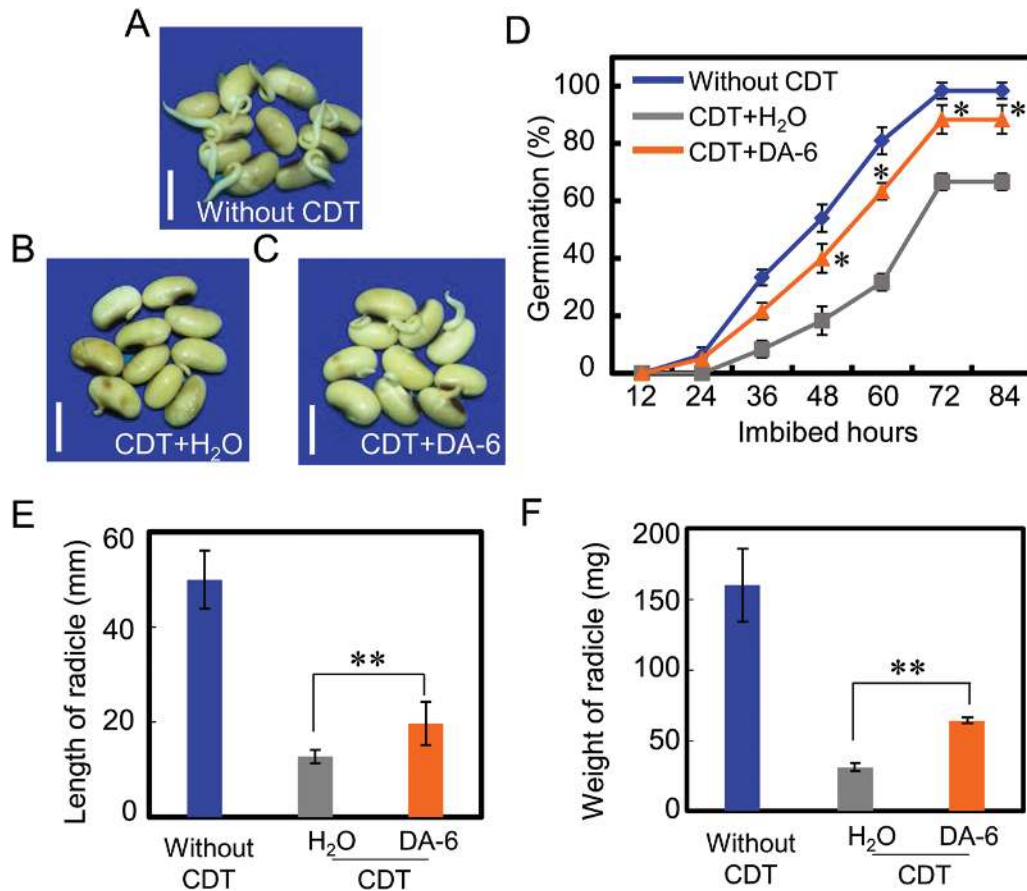 A
Without CDT
B
CDT+H₂O
C
CDT+DA-6
D
Without CDT
CDT+H₂O
CDT+DA-6
Germination (%)
100
80
60
40
20
0
*
*
*
*
12 24 36 48 60 72 84
Imbibed hours
E
Length of radicle (mm)
60
40
20
0
**
Without
CDT
H₂O DA-6
CDT
F
Weight of radicle (mg)
200
150
100
50
0
**
Without
CDT
H₂O DA-6
CDT